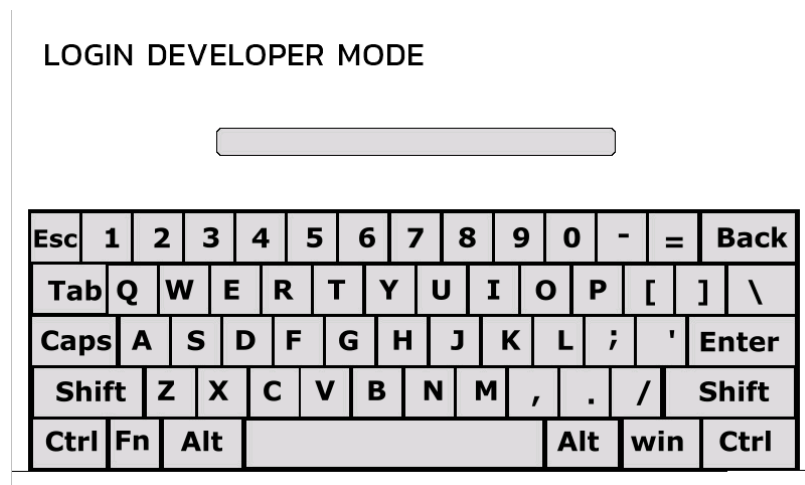 LOGIN DEVELOPER MODE
Esc 1 2 3 4 5 6 7 8 9 0 - = Back
Tab Q W E R T Y U I O P [ ] \
Caps A S D F G H J K L ; ' Enter
Shift Z X C V B N M , . / Shift
Ctrl Fn Alt Alt win Ctrl